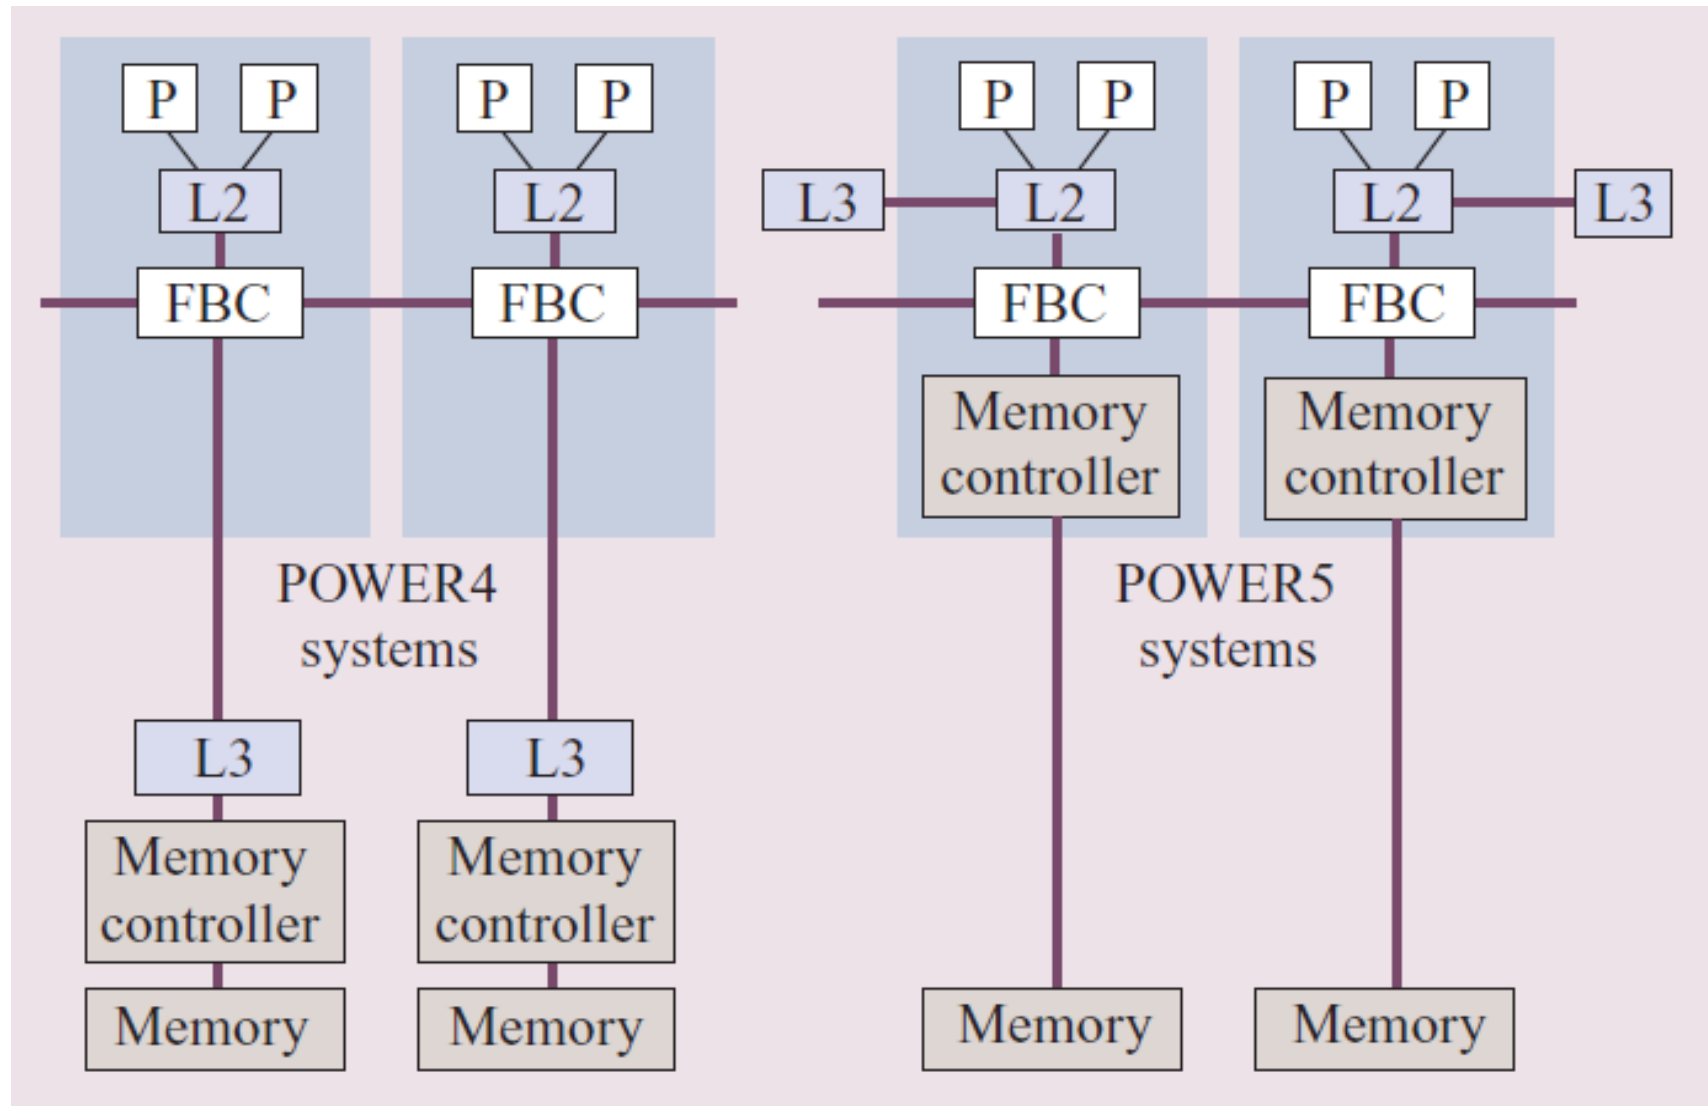 P P P P
L2 L2
FBC FBC
POWER4
systems
L3 L3
Memory Memory
controller controller
Memory Memory
P P P P
L3 L2 L2 L3
FBC FBC
Memory Memory
controller controller
POWER5
systems
Memory Memory